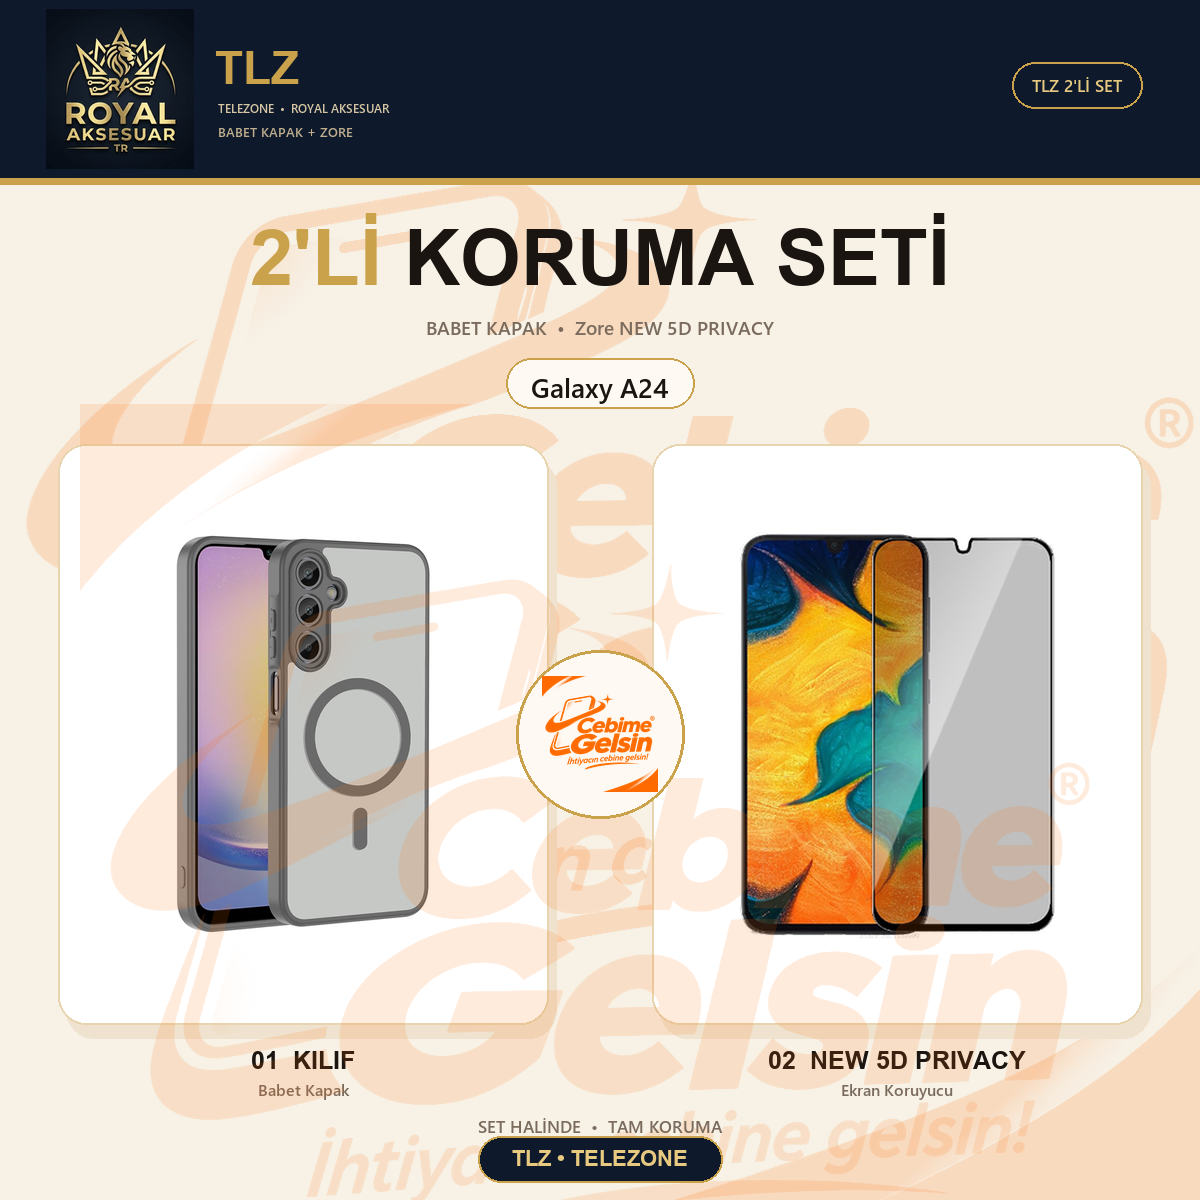 ROYAL
AKSESUAR
TR
TLZ
TELEZONE • ROYAL AKSESUAR
BABET KAPAK + ZORE
TLZ 2'Lİ SET
2'Lİ KORUMA SETİ
BABET KAPAK • Zore NEW 5D PRIVACY
Galaxy A24
Cebime
Gelsin
İhtiyacın cebine gelsin!
01 KILIF
Babet Kapak
02 NEW 5D PRIVACY
Ekran Koruyucu
SET HALİNDE • TAM KORUMA
TLZ • TELEZONE
Cebime
Gelsin